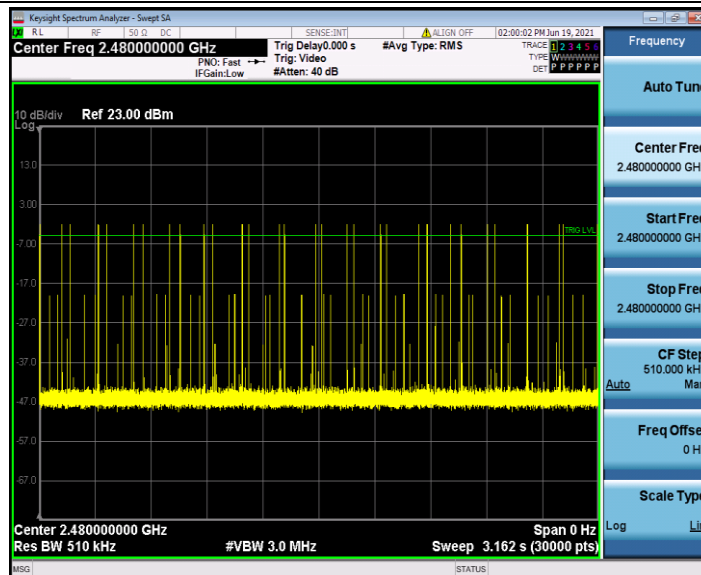 Keysight Spectrum Analyzer - Swept SA
RL RF 50 Ω DC SENSE:INT ALIGN OFF 02:00:02 PM Jun 19, 2021
Center Freq 2.480000000 GHz
Trig Delay0.000 s #Avg Type: RMS TRACE 1 2 3 4 5 6
PNO: Fast Trig: Video TYPE WWWWWW
IFGain:Low #Atten: 40 dB DET P P P P P P
10 dB/div Ref 23.00 dBm
Log
13.0
3.00
TRIG LVL
-7.00
-17.0
-27.0
-37.0
-47.0
-57.0
-67.0
Center 2.480000000 GHz Span 0 Hz
Res BW 510 kHz #VBW 3.0 MHz Sweep 3.162 s (30000 pts)
MSG STATUS
Frequency
Auto Tun
Center Fre
2.480000000 GH
Start Fre
2.480000000 GH
Stop Fre
2.480000000 GH
CF Step
510.000 kH
Auto Ma
Freq Offse
0 H
Scale Type
Log Li